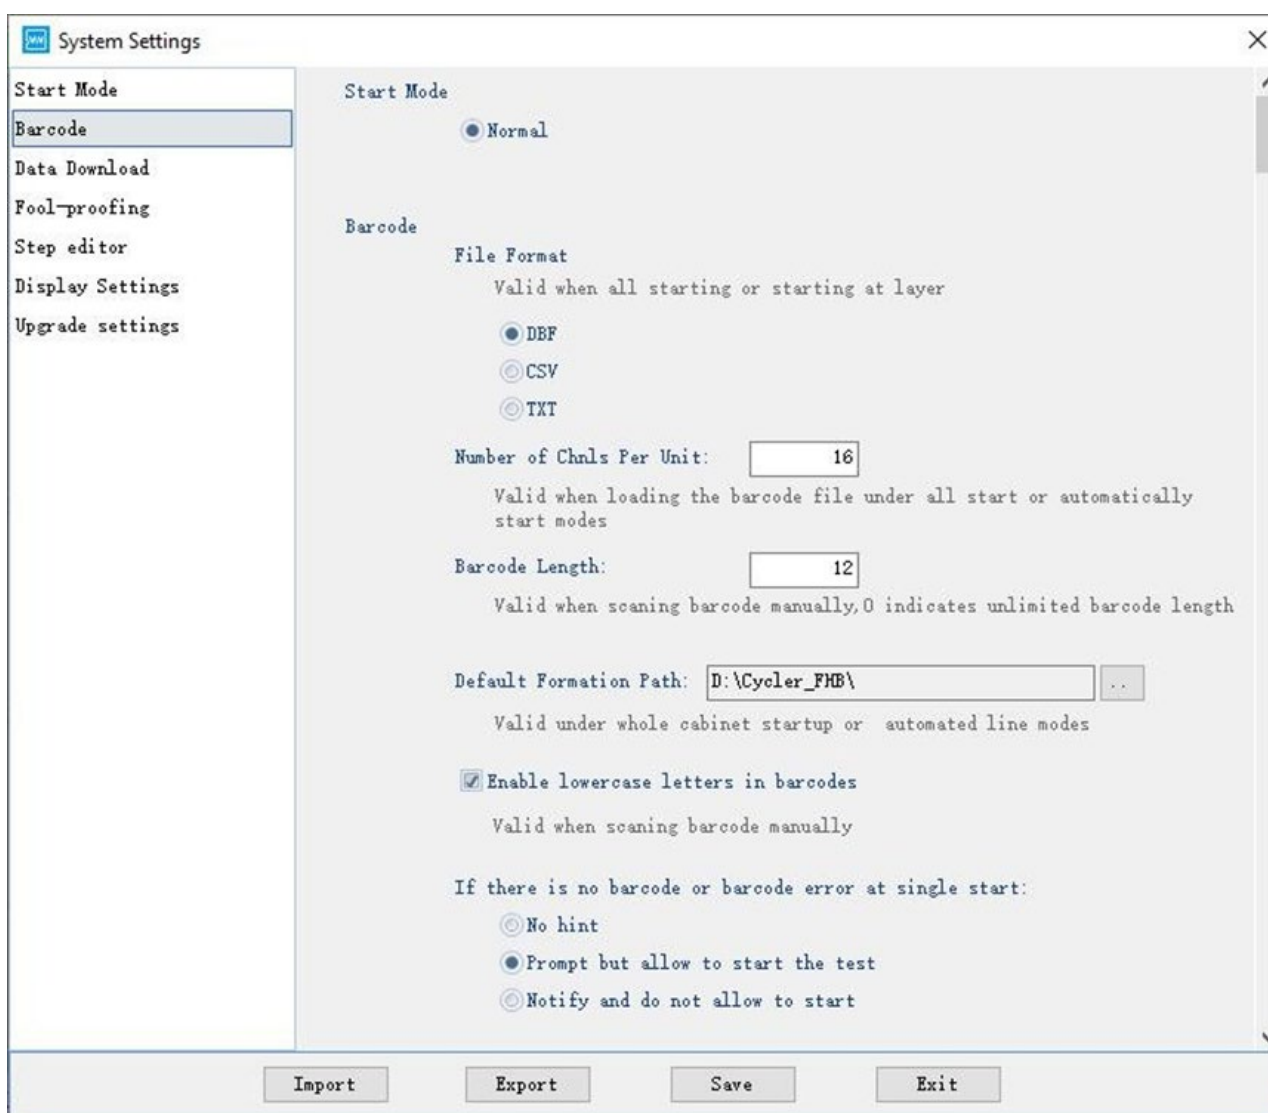 System Settings
Start Mode
Barcode
Data Download
Fool-proofing
Step editor
Display Settings
Upgrade settings
Start Mode
Normal
Barcode
File Format
Valid when all starting or starting at layer
DBF
CSV
TXT
Number of Chnls Per Unit: 16
Valid when loading the barcode file under all start or automatically
start modes
Barcode Length: 12
Valid when scaning barcode manually,0 indicates unlimited barcode length
Default Formation Path: D:\Cycler_FHB\ ..
Valid under whole cabinet startup or automated line modes
Enable lowercase letters in barcodes
Valid when scaning barcode manually
If there is no barcode or barcode error at single start:
No hint
Prompt but allow to start the test
Notify and do not allow to start
Import Export Save Exit